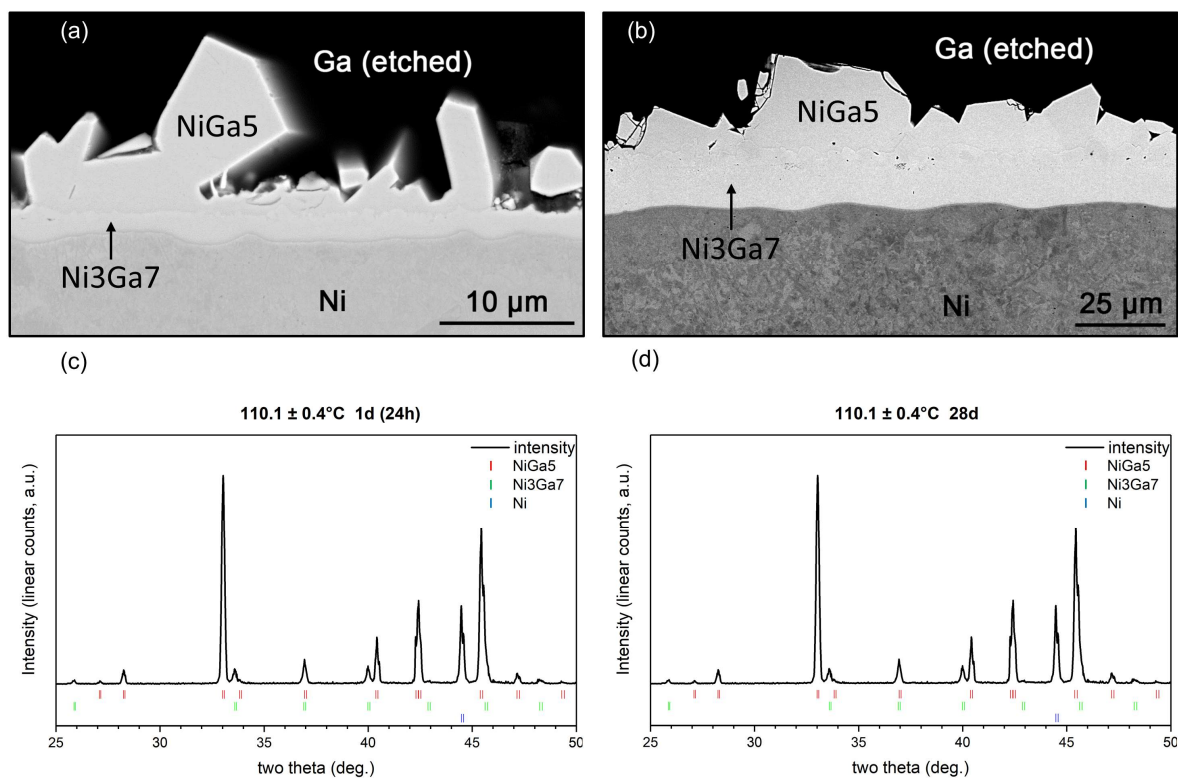 (a)
Ga (etched)
NiGa5
Ni3Ga7
Ni
10 µm
(b)
Ga (etched)
NiGa5
Ni3Ga7
Ni
25 µm
(c)
110.1 ± 0.4°C 1d (24h)
Intensity (linear counts, a.u.)
intensity
NiGa5
Ni3Ga7
Ni
25 30 35 40 45 50
two theta (deg.)
(d)
110.1 ± 0.4°C 28d
Intensity (linear counts, a.u.)
intensity
NiGa5
Ni3Ga7
Ni
25 30 35 40 45 50
two theta (deg.)